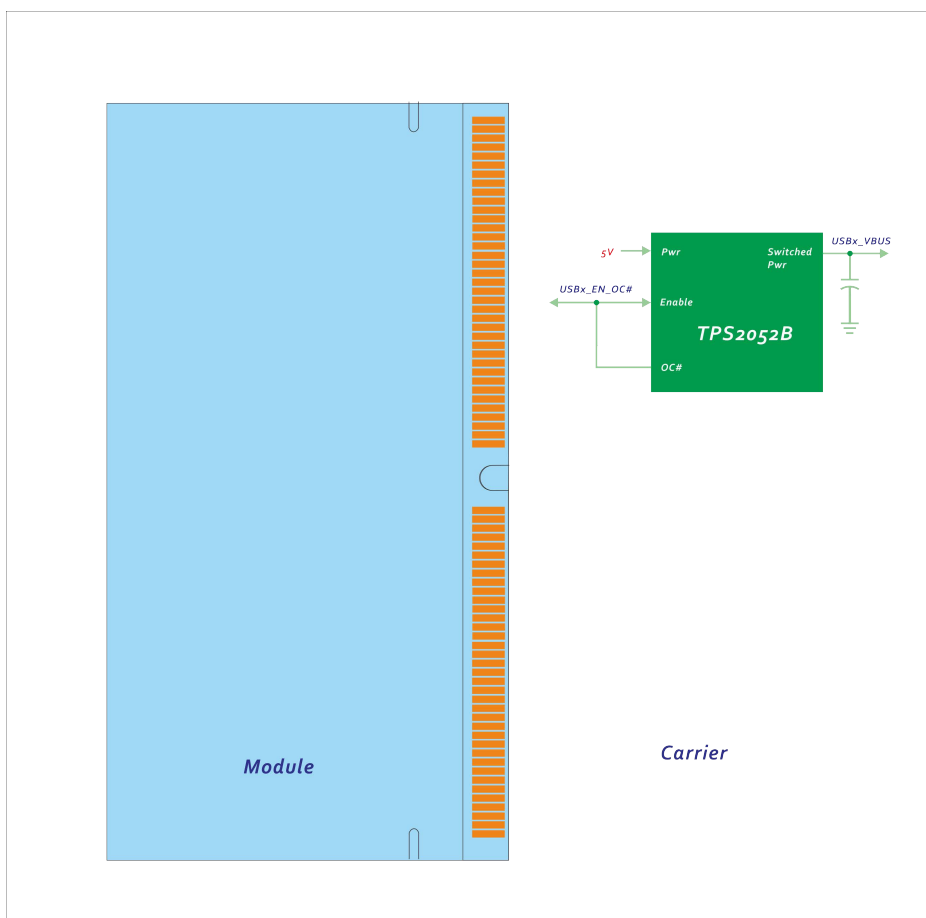 USBx_VBUS
5V
Pwr
Switched
Pwr
USBx_EN_OC#
Enable
TPS2052B
OC#
Module
Carrier